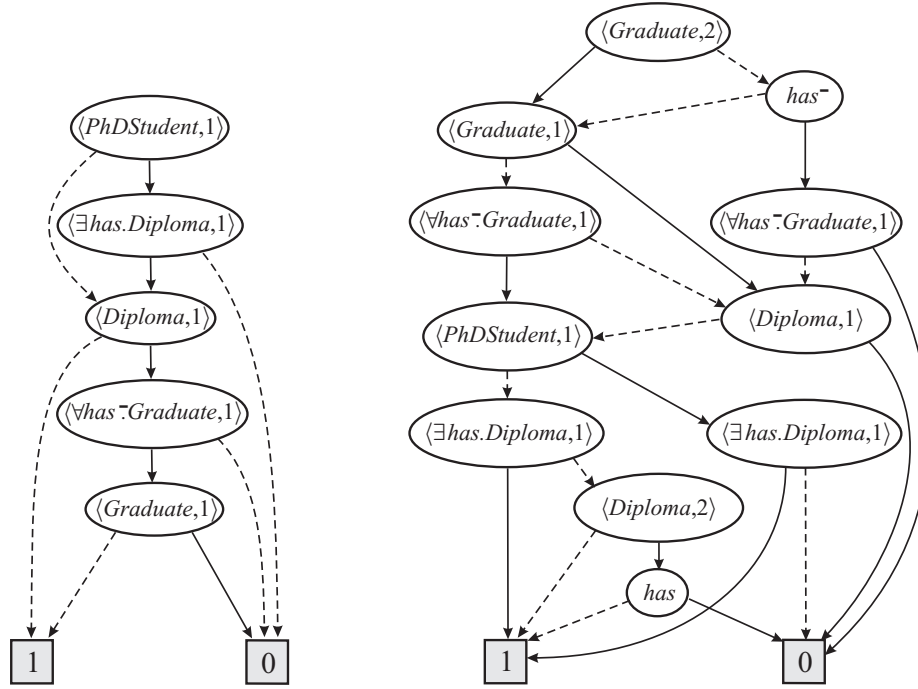 ⟨PhDStudent,1⟩
⟨∃has.Diploma,1⟩
⟨Diploma,1⟩
⟨∀has⁻.Graduate,1⟩
⟨Graduate,1⟩
1
0
⟨Graduate,2⟩
has⁻
⟨Graduate,1⟩
⟨∀has⁻.Graduate,1⟩
⟨∀has⁻.Graduate,1⟩
⟨Diploma,1⟩
⟨PhDStudent,1⟩
⟨∃has.Diploma,1⟩
⟨∃has.Diploma,1⟩
⟨Diploma,2⟩
has
1
0